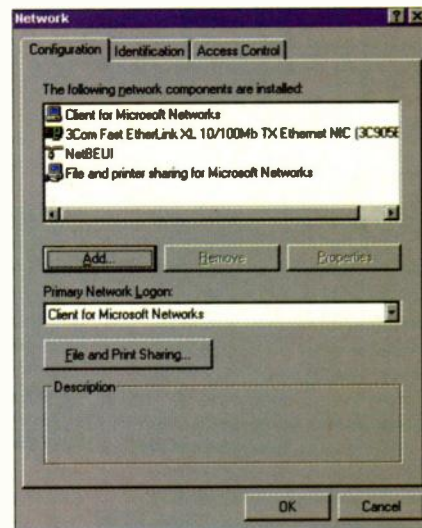 Network
Configuration Identification Access Control
The following network components are installed:
Client for Microsoft Networks
3Com Fast EtherLink XL 10/100Mb TX Ethernet NIC (3C905B
NetBEUI
File and printer sharing for Microsoft Networks
Add...
Remove
Properties
Primary Network Logon:
Client for Microsoft Networks
File and Print Sharing...
Description
OK
Cancel